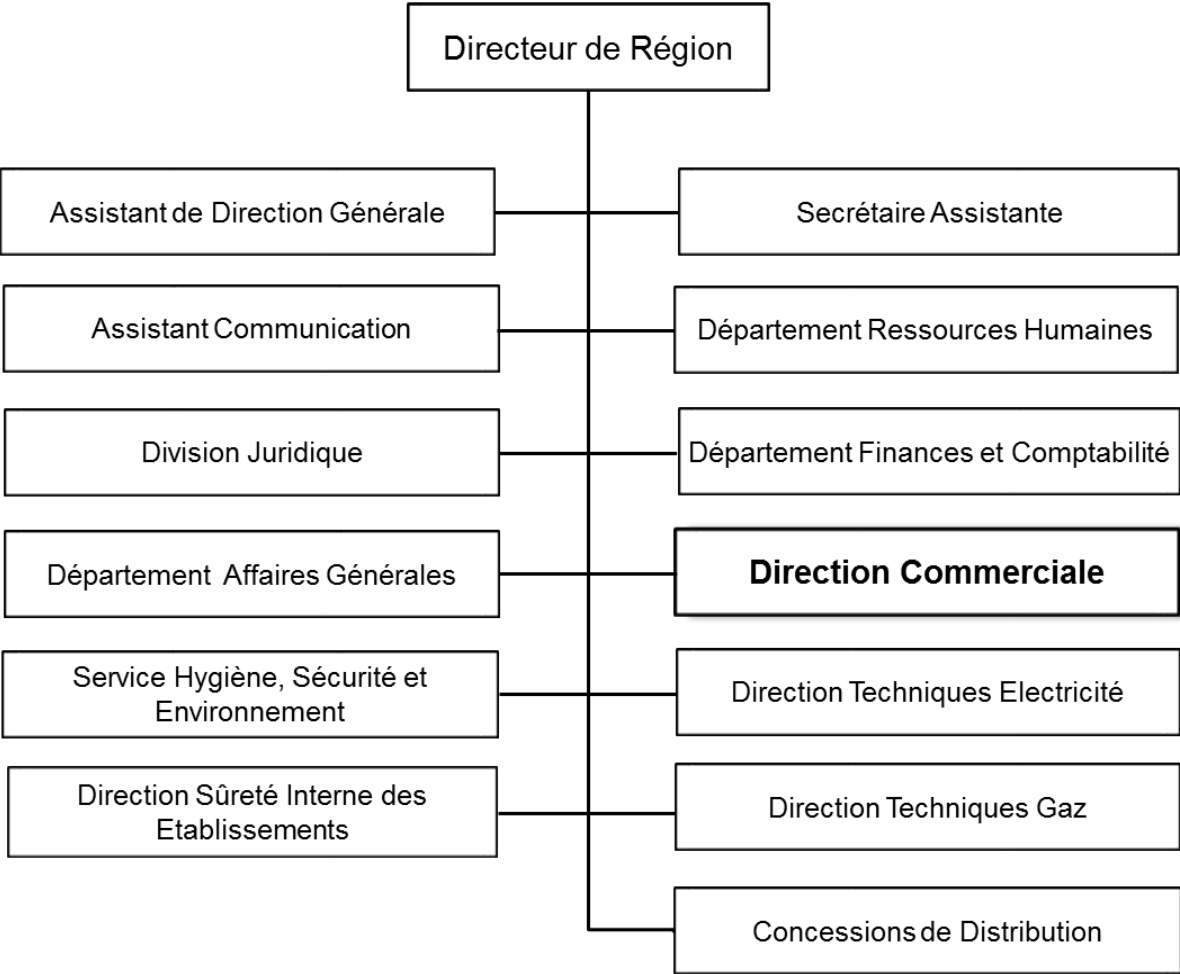 Directeur de Région
Assistant de Direction Générale
Secrétaire Assistante
Assistant Communication
Département Ressources Humaines
Division Juridique
Département Finances et Comptabilité
Département Affaires Générales
Direction Commerciale
Service Hygiène, Sécurité et
Environnement
Direction Techniques Electricité
Direction Sûreté Interne des
Etablissements
Direction Techniques Gaz
Concessions de Distribution